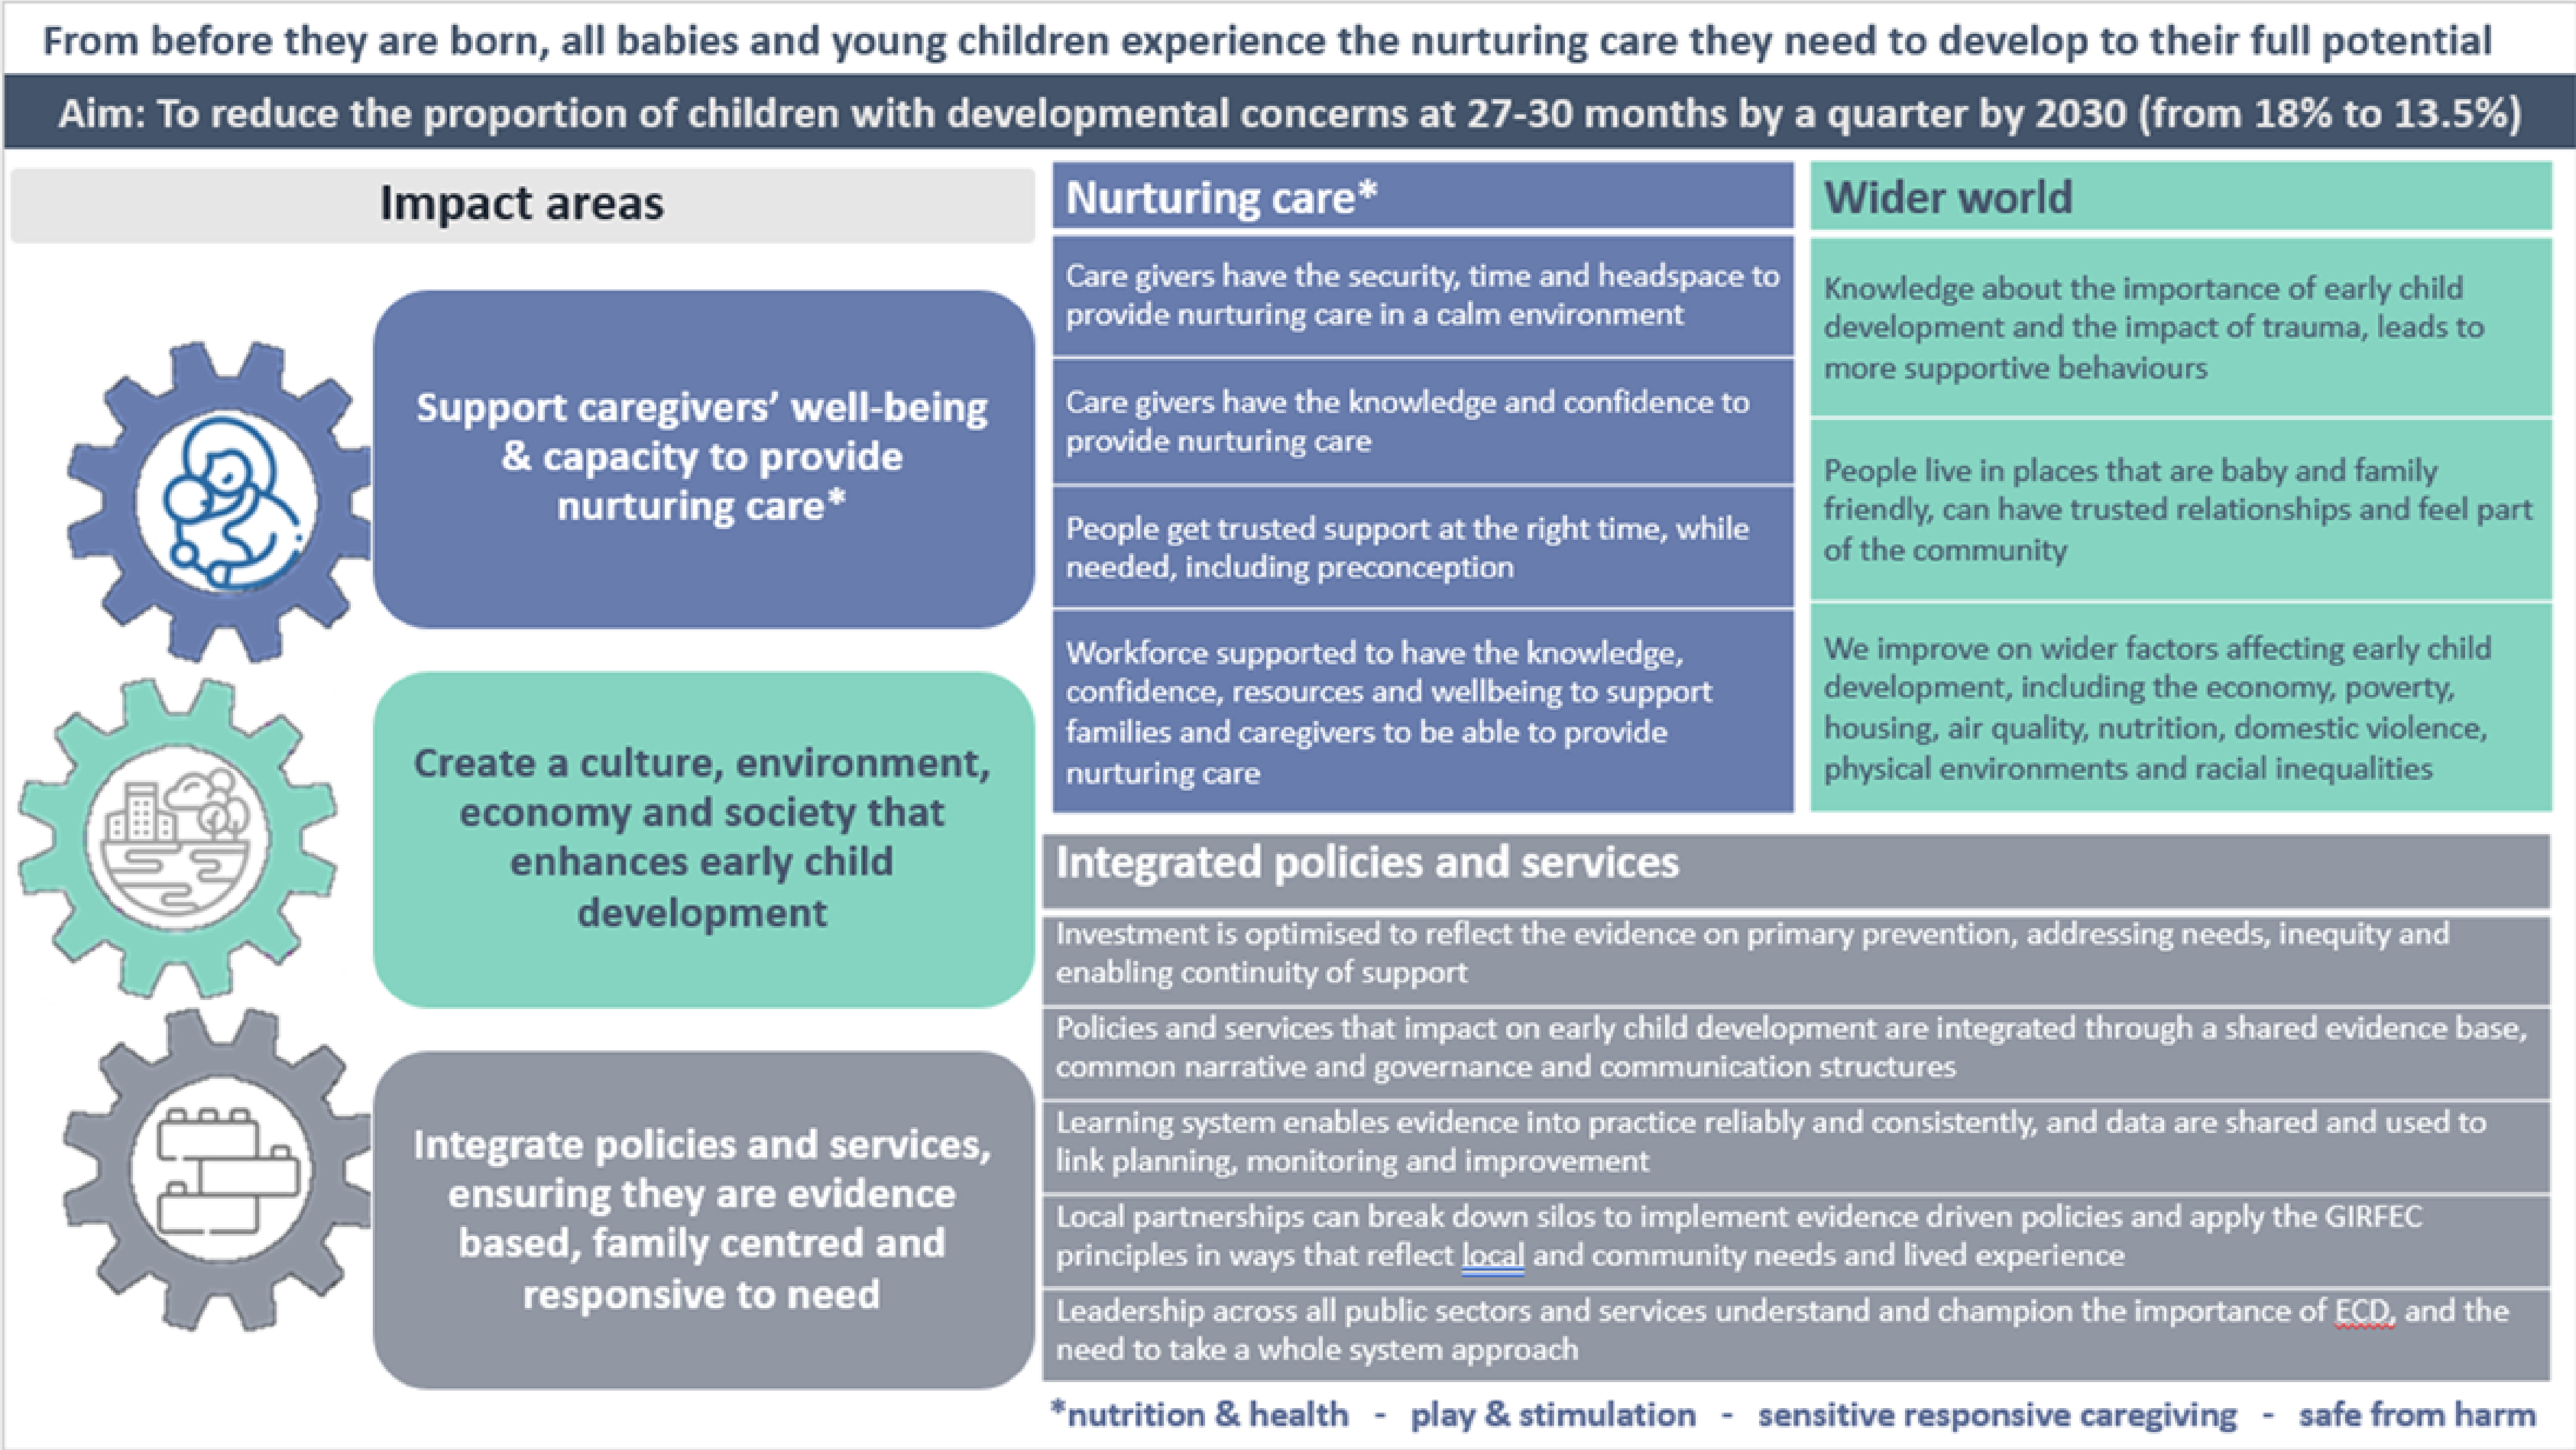 From before they are born, all babies and young children experience the nurturing care they need to develop to their full potential
Aim: To reduce the proportion of children with developmental concerns at 27-30 months by a quarter by 2030 (from 18% to 13.5%)
Impact areas
Support caregivers’ well-being
& capacity to provide
nurturing care*
Create a culture, environment,
economy and society that
enhances early child
development
Integrate policies and services,
ensuring they are evidence
based, family centred and
responsive to need
Nurturing care*
Care givers have the security, time and headspace to
provide nurturing care in a calm environment
Care givers have the knowledge and confidence to
provide nurturing care
People get trusted support at the right time, while
needed, including preconception
Workforce supported to have the knowledge,
confidence, resources and wellbeing to support
families and caregivers to be able to provide
nurturing care
Wider world
Knowledge about the importance of early child
development and the impact of trauma, leads to
more supportive behaviours
People live in places that are baby and family
friendly, can have trusted relationships and feel part
of the community
We improve on wider factors affecting early child
development, including the economy, poverty,
housing, air quality, nutrition, domestic violence,
physical environments and racial inequalities
Integrated policies and services
Investment is optimised to reflect the evidence on primary prevention, addressing needs, inequity and
enabling continuity of support
Policies and services that impact on early child development are integrated through a shared evidence base,
common narrative and governance and communication structures
Learning system enables evidence into practice reliably and consistently, and data are shared and used to
link planning, monitoring and improvement
Local partnerships can break down silos to implement evidence driven policies and apply the GIRFEC
principles in ways that reflect local and community needs and lived experience
Leadership across all public sectors and services understand and champion the importance of ECD, and the
need to take a whole system approach
*nutrition & health - play & stimulation - sensitive responsive caregiving - safe from harm